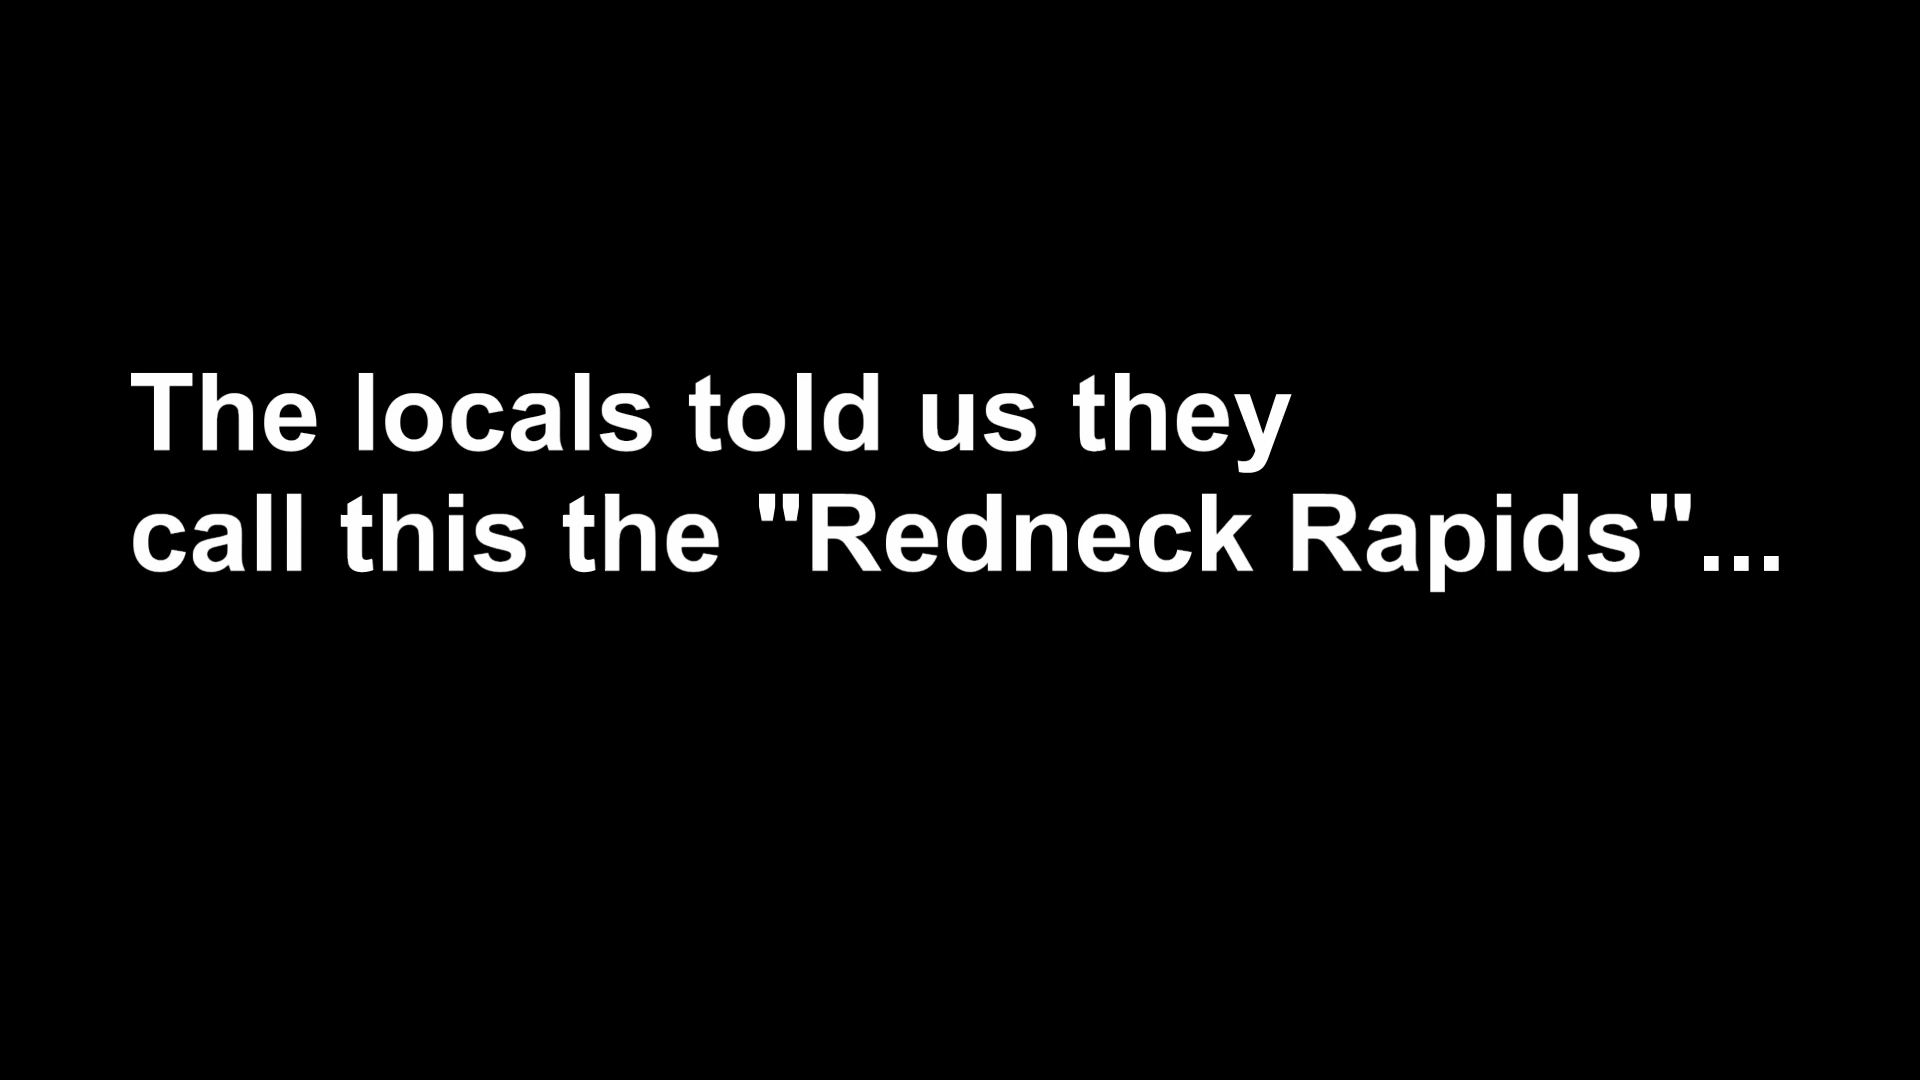 The locals told us they
call this the "Redneck Rapids"...